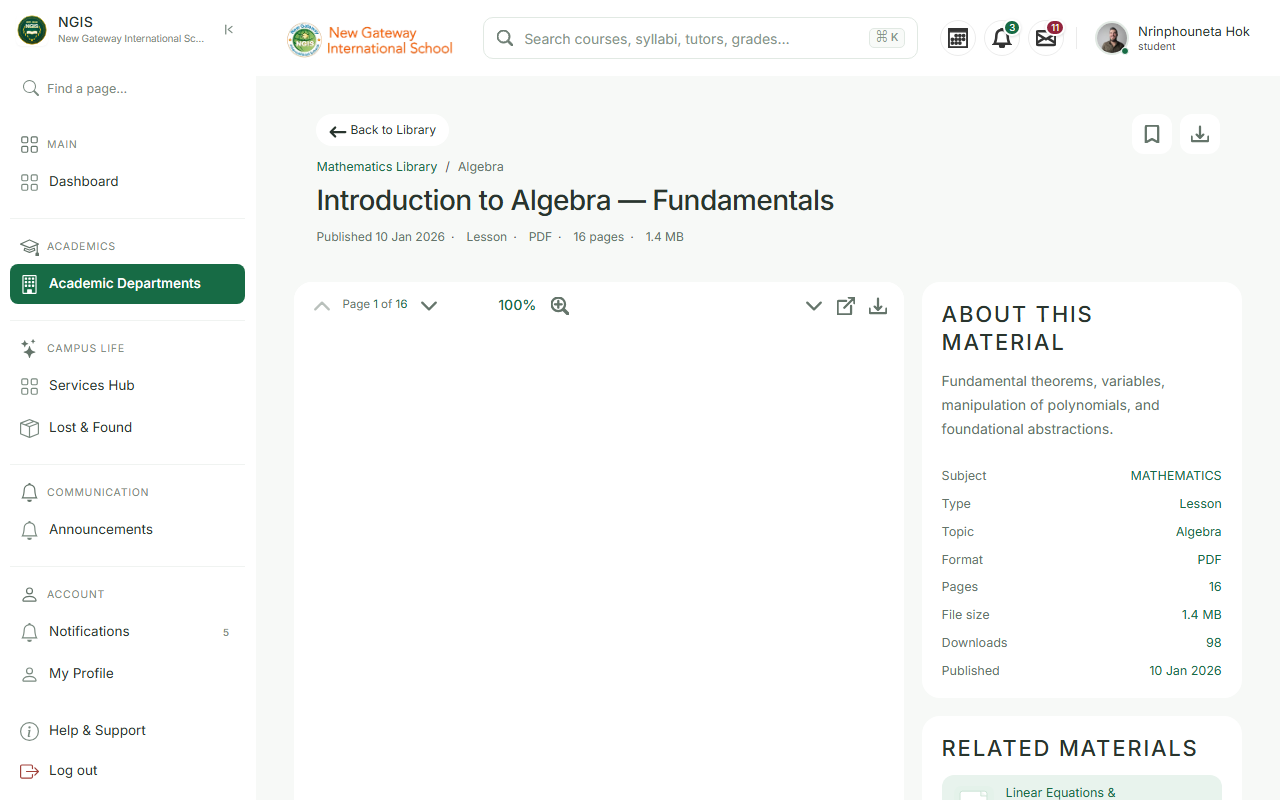 NGIS
New Gateway International Sc...
Find a page...
MAIN
Dashboard
ACADEMICS
Academic Departments
CAMPUS LIFE
Services Hub
Lost & Found
COMMUNICATION
Announcements
ACCOUNT
Notifications 5
My Profile
Help & Support
Log out
NGIS
New Gateway
International School
Search courses, syllabi, tutors, grades...
⌘ K
3
11
Nrinphouneta Hok
student
Back to Library
Mathematics Library / Algebra
Introduction to Algebra — Fundamentals
Published 10 Jan 2026 · Lesson · PDF · 16 pages · 1.4 MB
Page 1 of 16
100%
ABOUT THIS
MATERIAL
Fundamental theorems, variables,
manipulation of polynomials, and
foundational abstractions.
Subject MATHEMATICS
Type Lesson
Topic Algebra
Format PDF
Pages 16
File size 1.4 MB
Downloads 98
Published 10 Jan 2026
RELATED MATERIALS
Linear Equations &